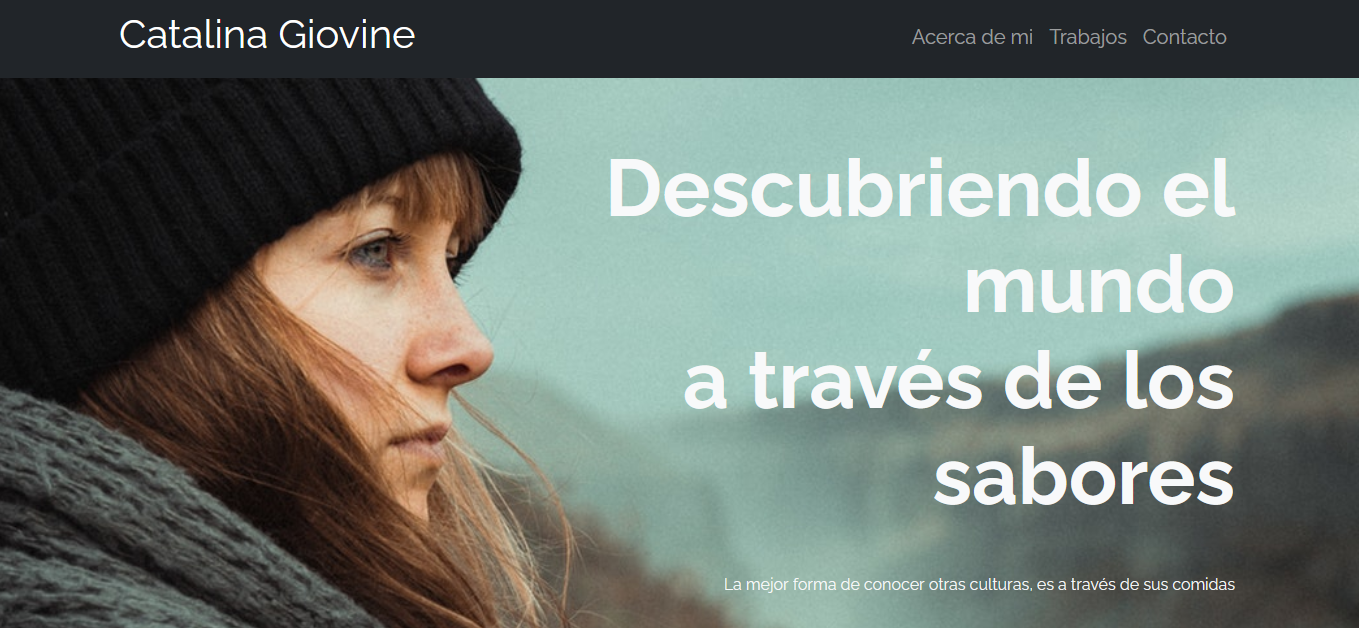 Catalina Giovine
Acerca de mi Trabajos Contacto
Descubriendo el
mundo
a través de los
sabores
La mejor forma de conocer otras culturas, es a través de sus comidas